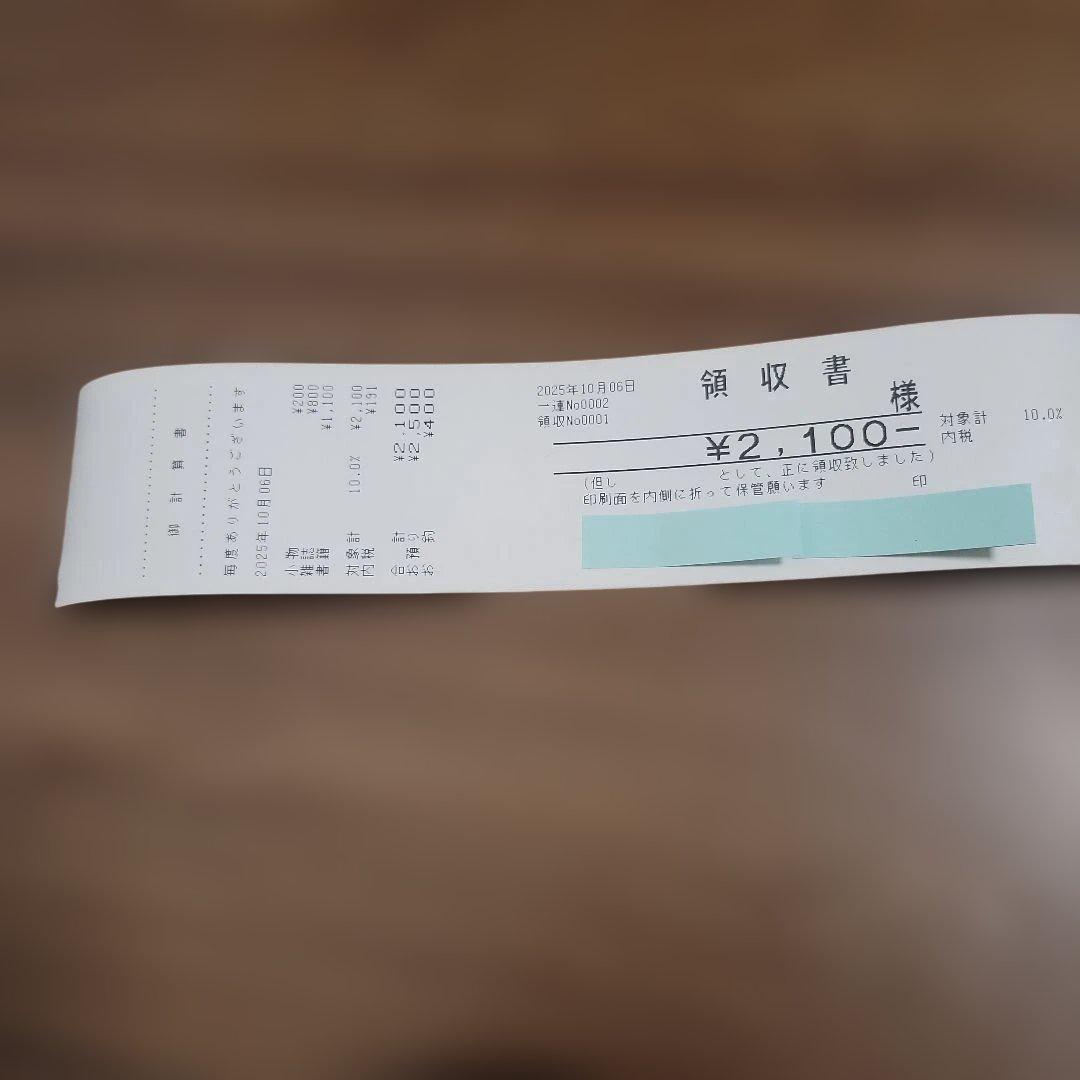 御 計 算 書
毎度ありがとうございます
2025年10月06日
小物 ¥200
雑誌 ¥800
書籍 ¥1,100
対象計 10.0% ¥2,100
内税 ¥191
合 計 ¥2,100
お預り ¥2,500
お釣 ¥400
2025年10月06日
一連No0002
領収No0001
領 収 書
様
¥2,100−
(但し として、正に領収致しました)
印刷面を内側に折って保管願います 印
対象計 10.0%
内税